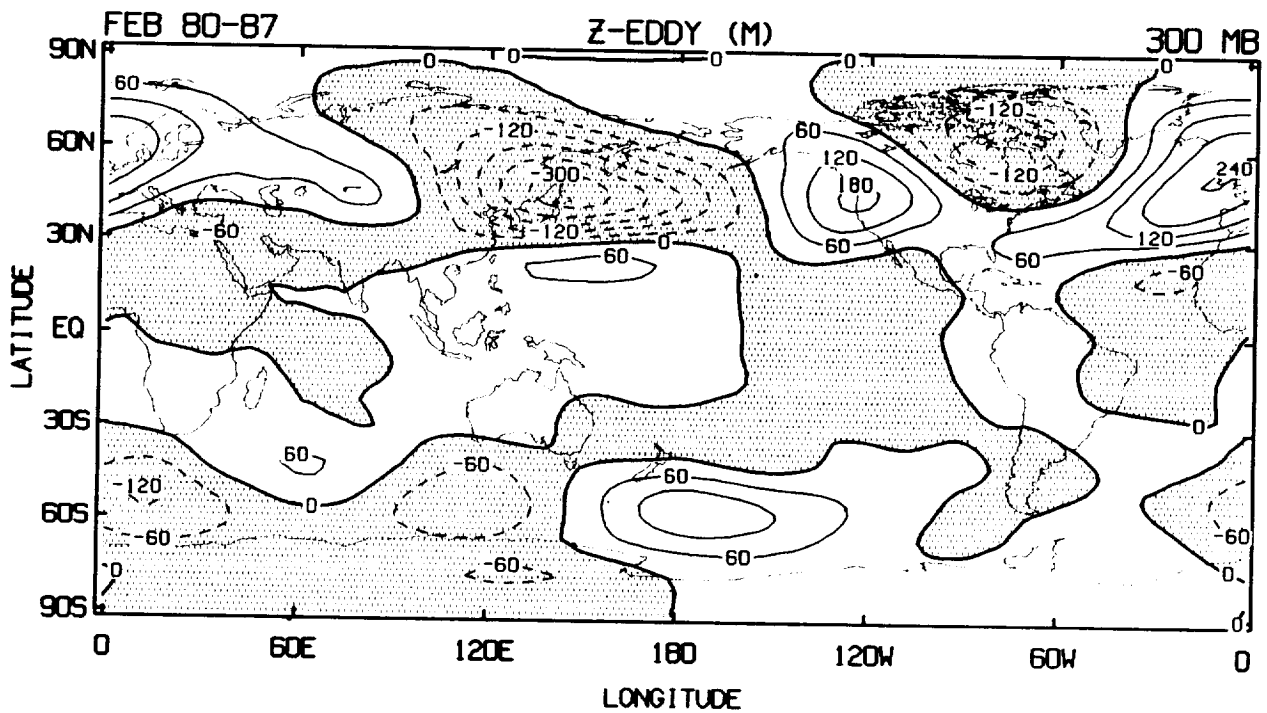 FEB 80-87 Z-EDDY (M) 300 MB
90N 0 0 0 0 0
60 -120 -120
60N 60 120 -300 180 -120 240
30N -60 -120 0 60 60 120
60 -60
LATITUDE
EQ
30S 0
60 -60 60
-120 0
60S -60 60 -60
-60 0
0
90S 0
0 60E 120E 180 120W 60W 0
LONGITUDE